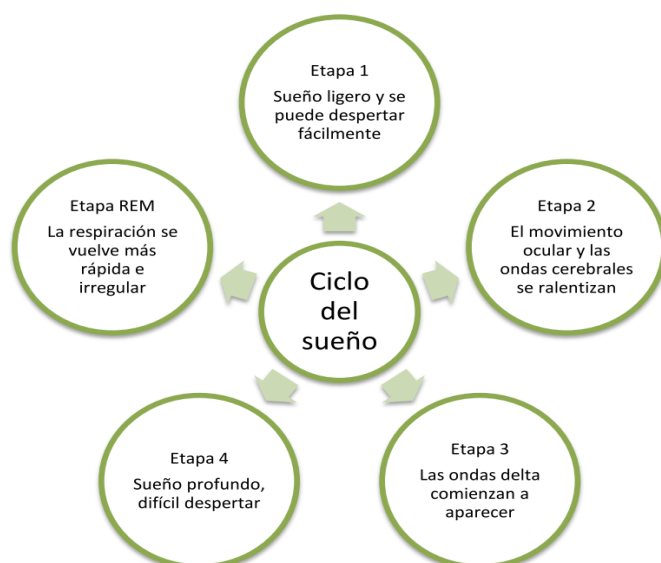 Etapa 1
Sueño ligero y se
puede despertar
fácilmente
Etapa REM
La respiración se
vuelve más
rápida e
irregular
Etapa 2
El movimiento
ocular y las
ondas cerebrales
se ralentizan
Ciclo
del
sueño
Etapa 4
Sueño profundo,
difícil despertar
Etapa 3
Las ondas delta
comienzan a
aparecer